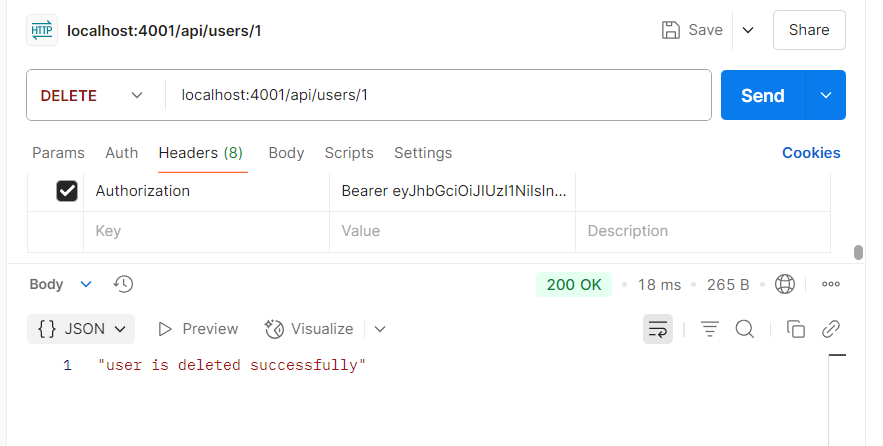 HTTP localhost:4001/api/users/1 Save Share
DELETE localhost:4001/api/users/1 Send
Params Auth Headers (8) Body Scripts Settings Cookies
Authorization Bearer eyJhbGciOiJIUzI1NiIsIn...
Key Value Description
Body 200 OK 18 ms 265 B
{} JSON Preview Visualize
1 "user is deleted successfully"